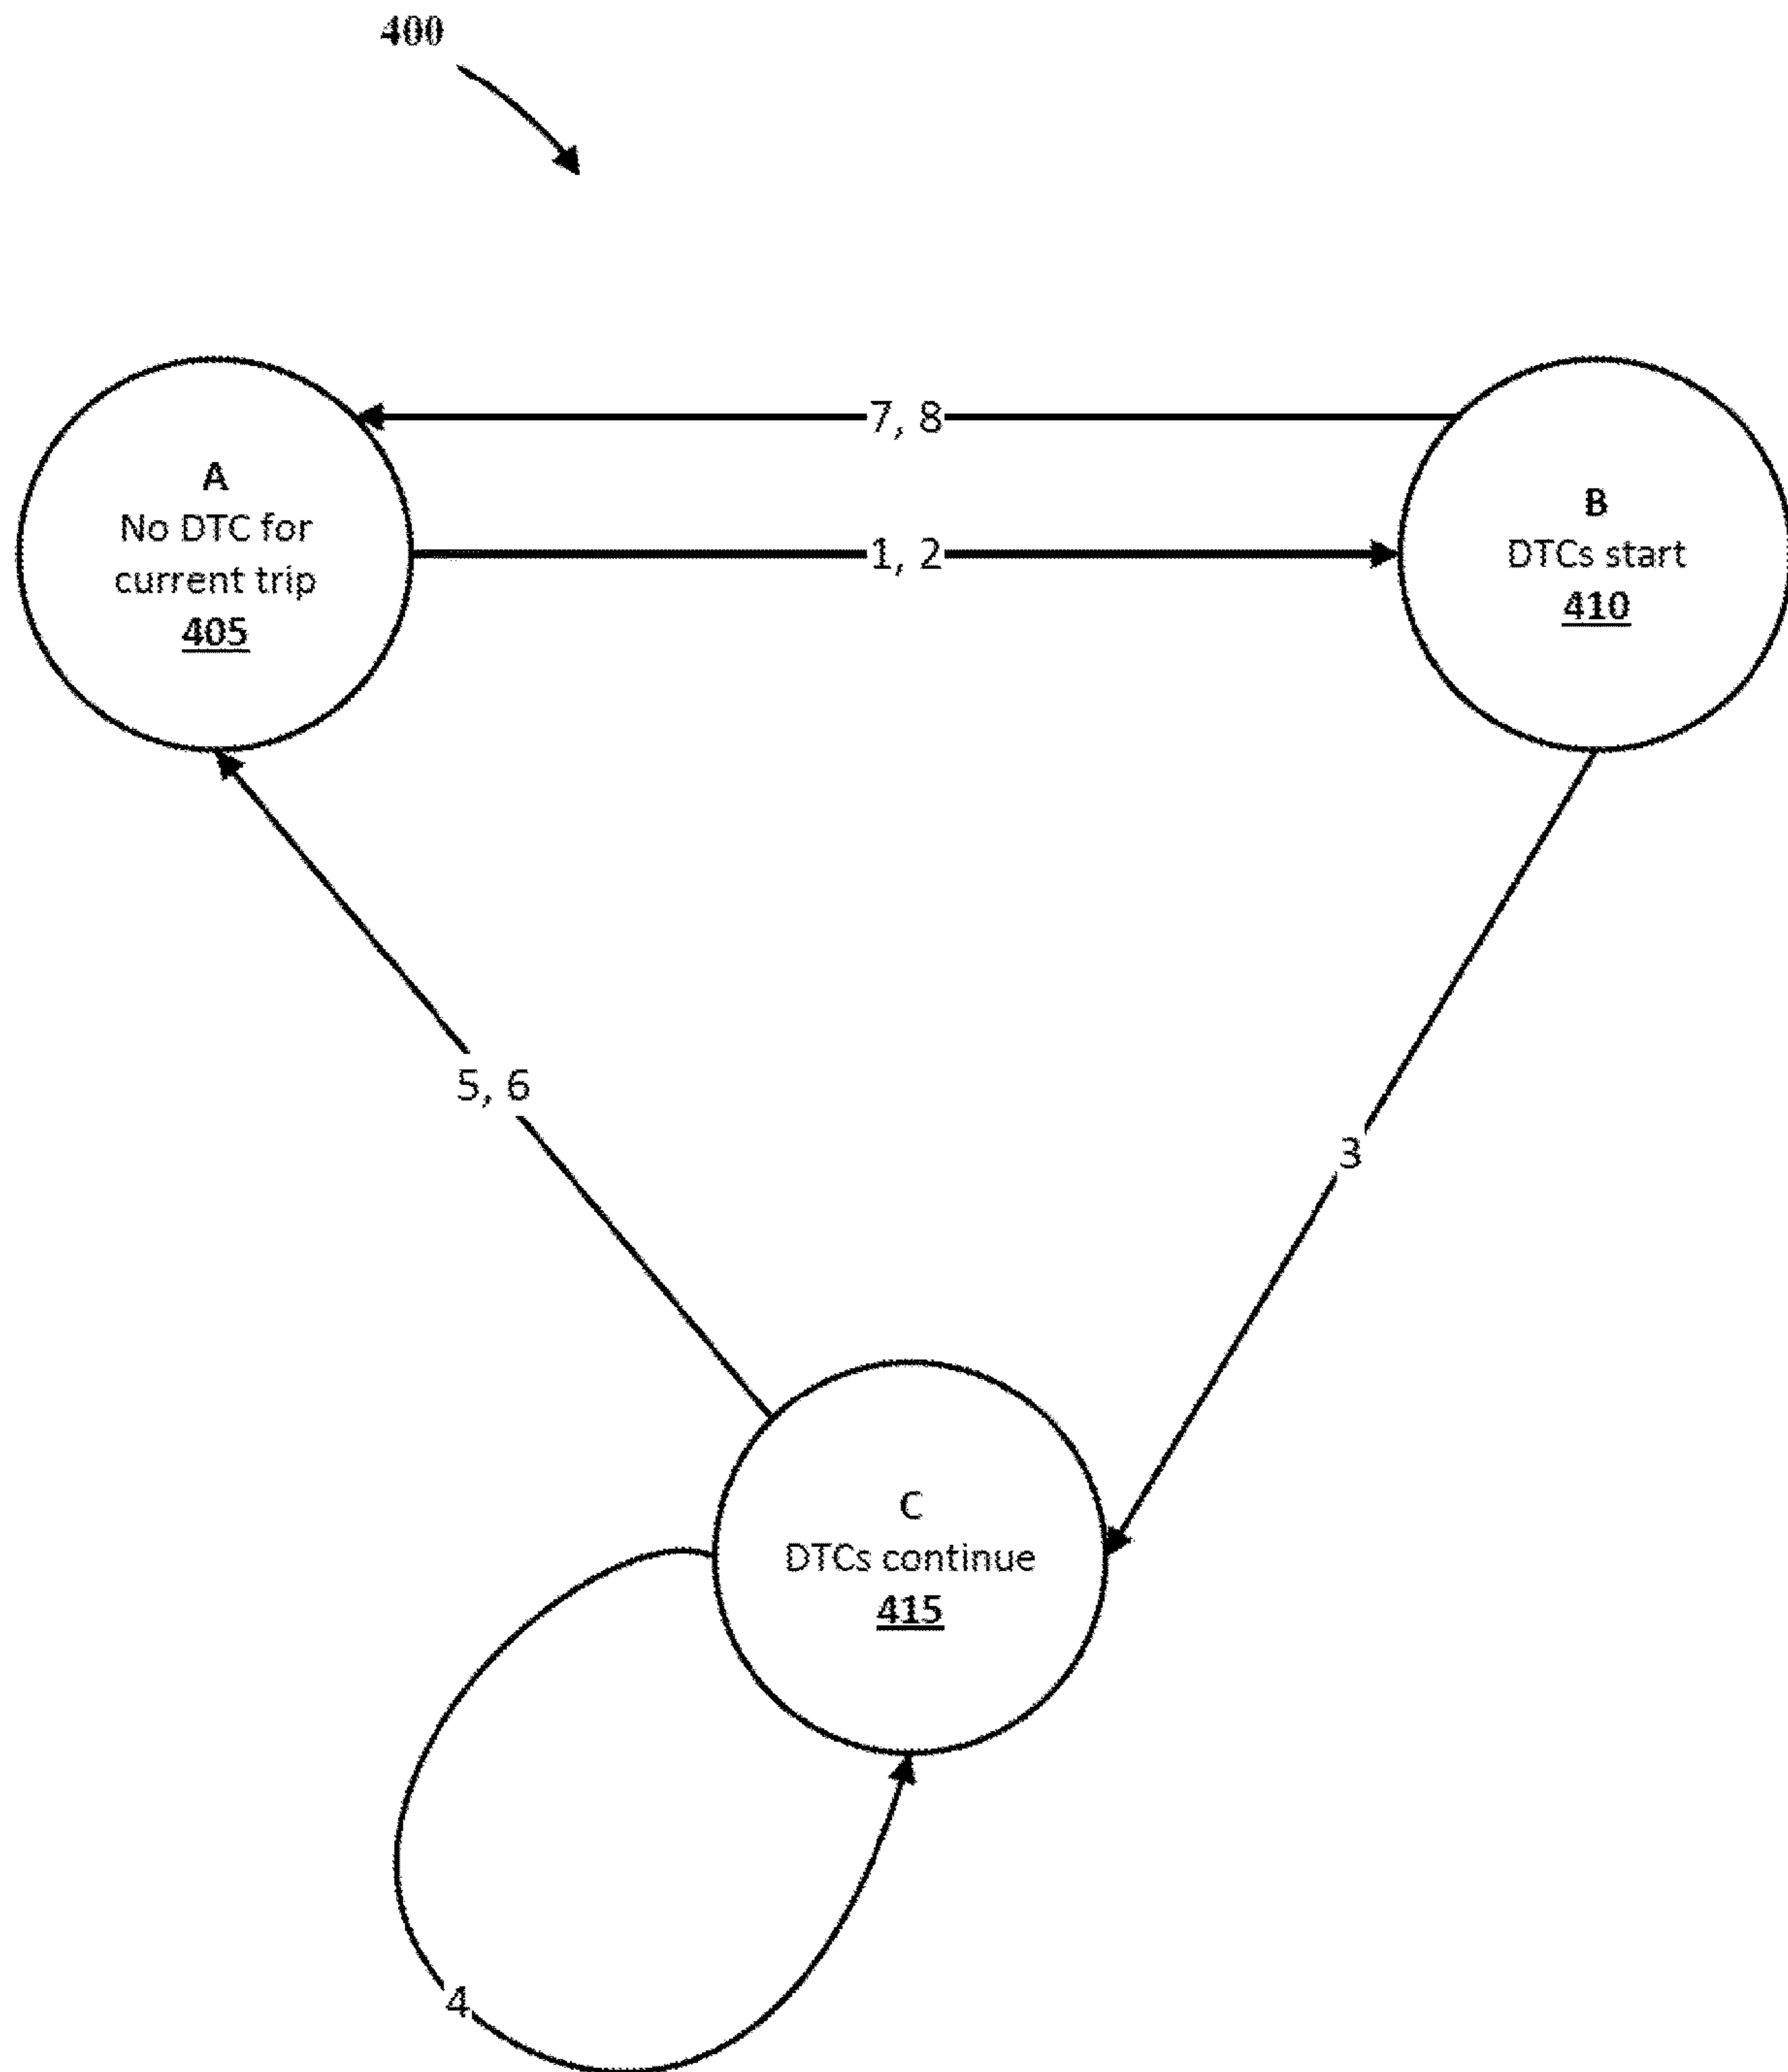 400
7, 8
A
No DTC for
current trip
405
1, 2
B
DTCs start
410
5, 6
3
C
DTCs continue
415
4